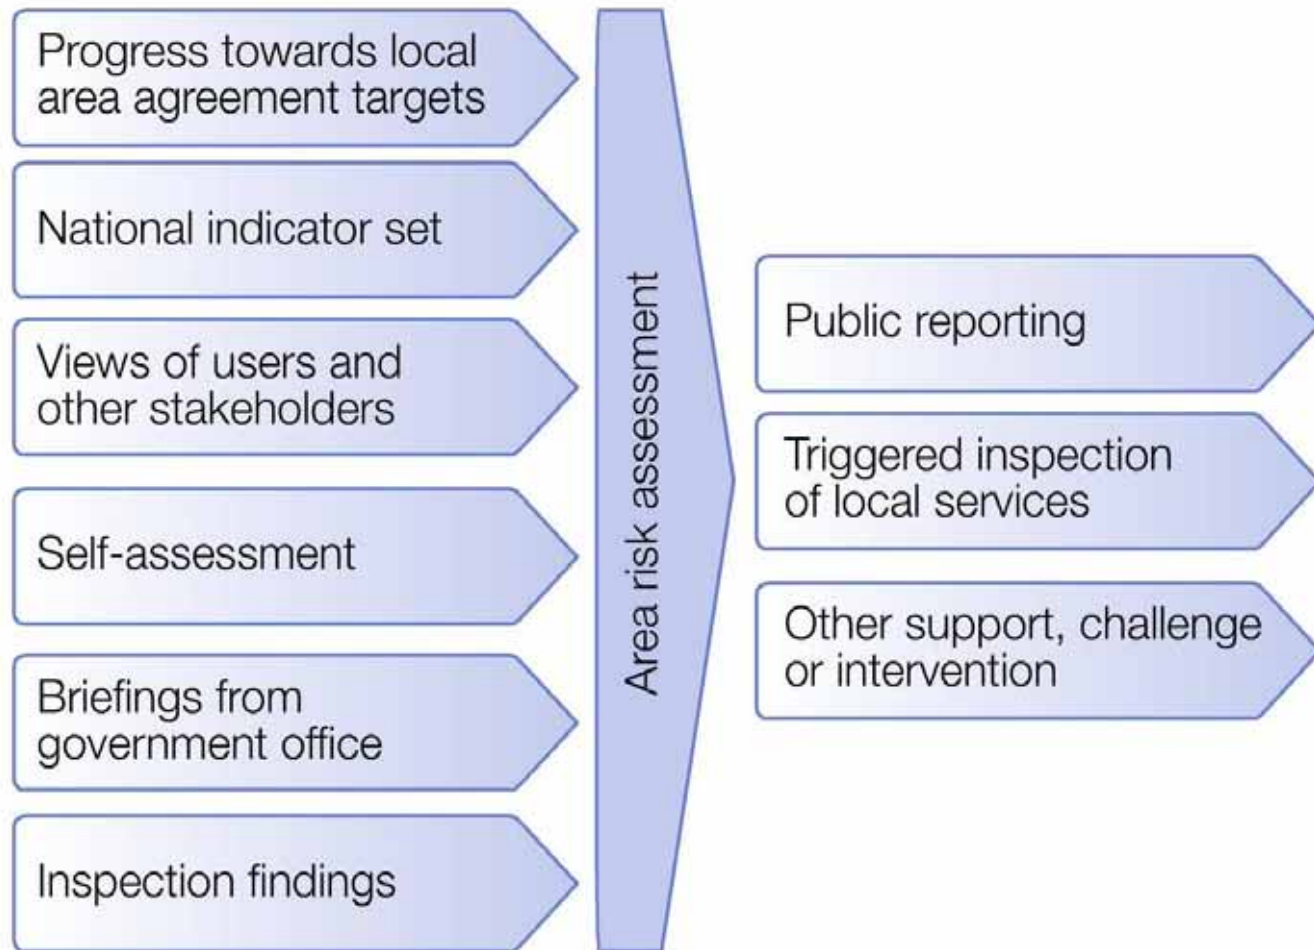 Progress towards local
area agreement targets
National indicator set
Views of users and
other stakeholders
Self-assessment
Briefings from
government office
Inspection findings
Area risk assessment
Public reporting
Triggered inspection
of local services
Other support, challenge
or intervention